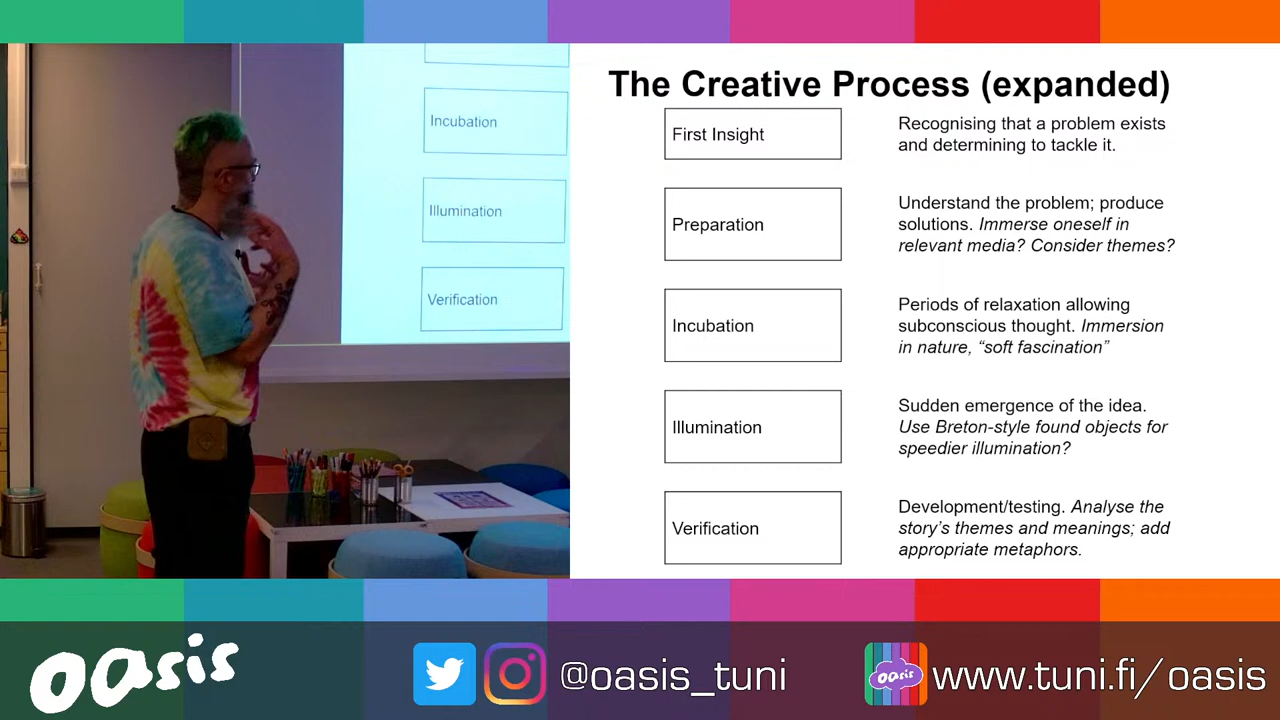 Incubation
Illumination
Verification
The Creative Process (expanded)
First Insight
Recognising that a problem exists
and determining to tackle it.
Preparation
Understand the problem; produce
solutions. Immerse oneself in
relevant media? Consider themes?
Incubation
Periods of relaxation allowing
subconscious thought. Immersion
in nature, “soft fascination”
Illumination
Sudden emergence of the idea.
Use Breton-style found objects for
speedier illumination?
Verification
Development/testing. Analyse the
story’s themes and meanings; add
appropriate metaphors.
oasis
@oasis_tuni
oasis
www.tuni.fi/oasis